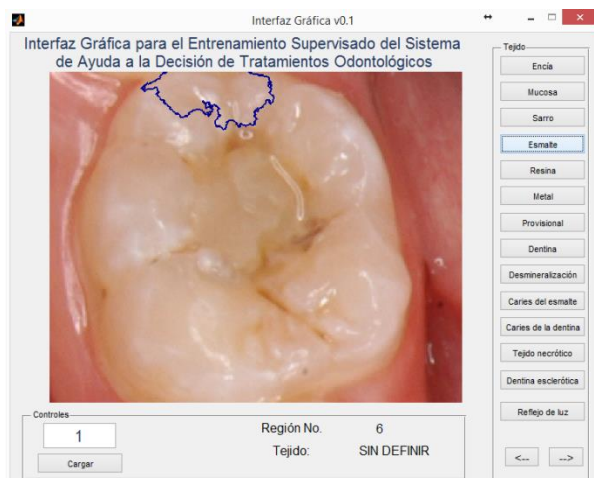 Interfaz Gráfica v0.1
Interfaz Gráfica para el Entrenamiento Supervisado del Sistema
de Ayuda a la Decisión de Tratamientos Odontológicos
Tejido
Encía
Mucosa
Sarro
Esmalte
Resina
Metal
Provisional
Dentina
Desmineralización
Caries del esmalte
Caries de la dentina
Tejido necrótico
Dentina esclerótica
Reflejo de luz
<-- -->
Controles
1
Cargar
Región No. 6
Tejido: SIN DEFINIR